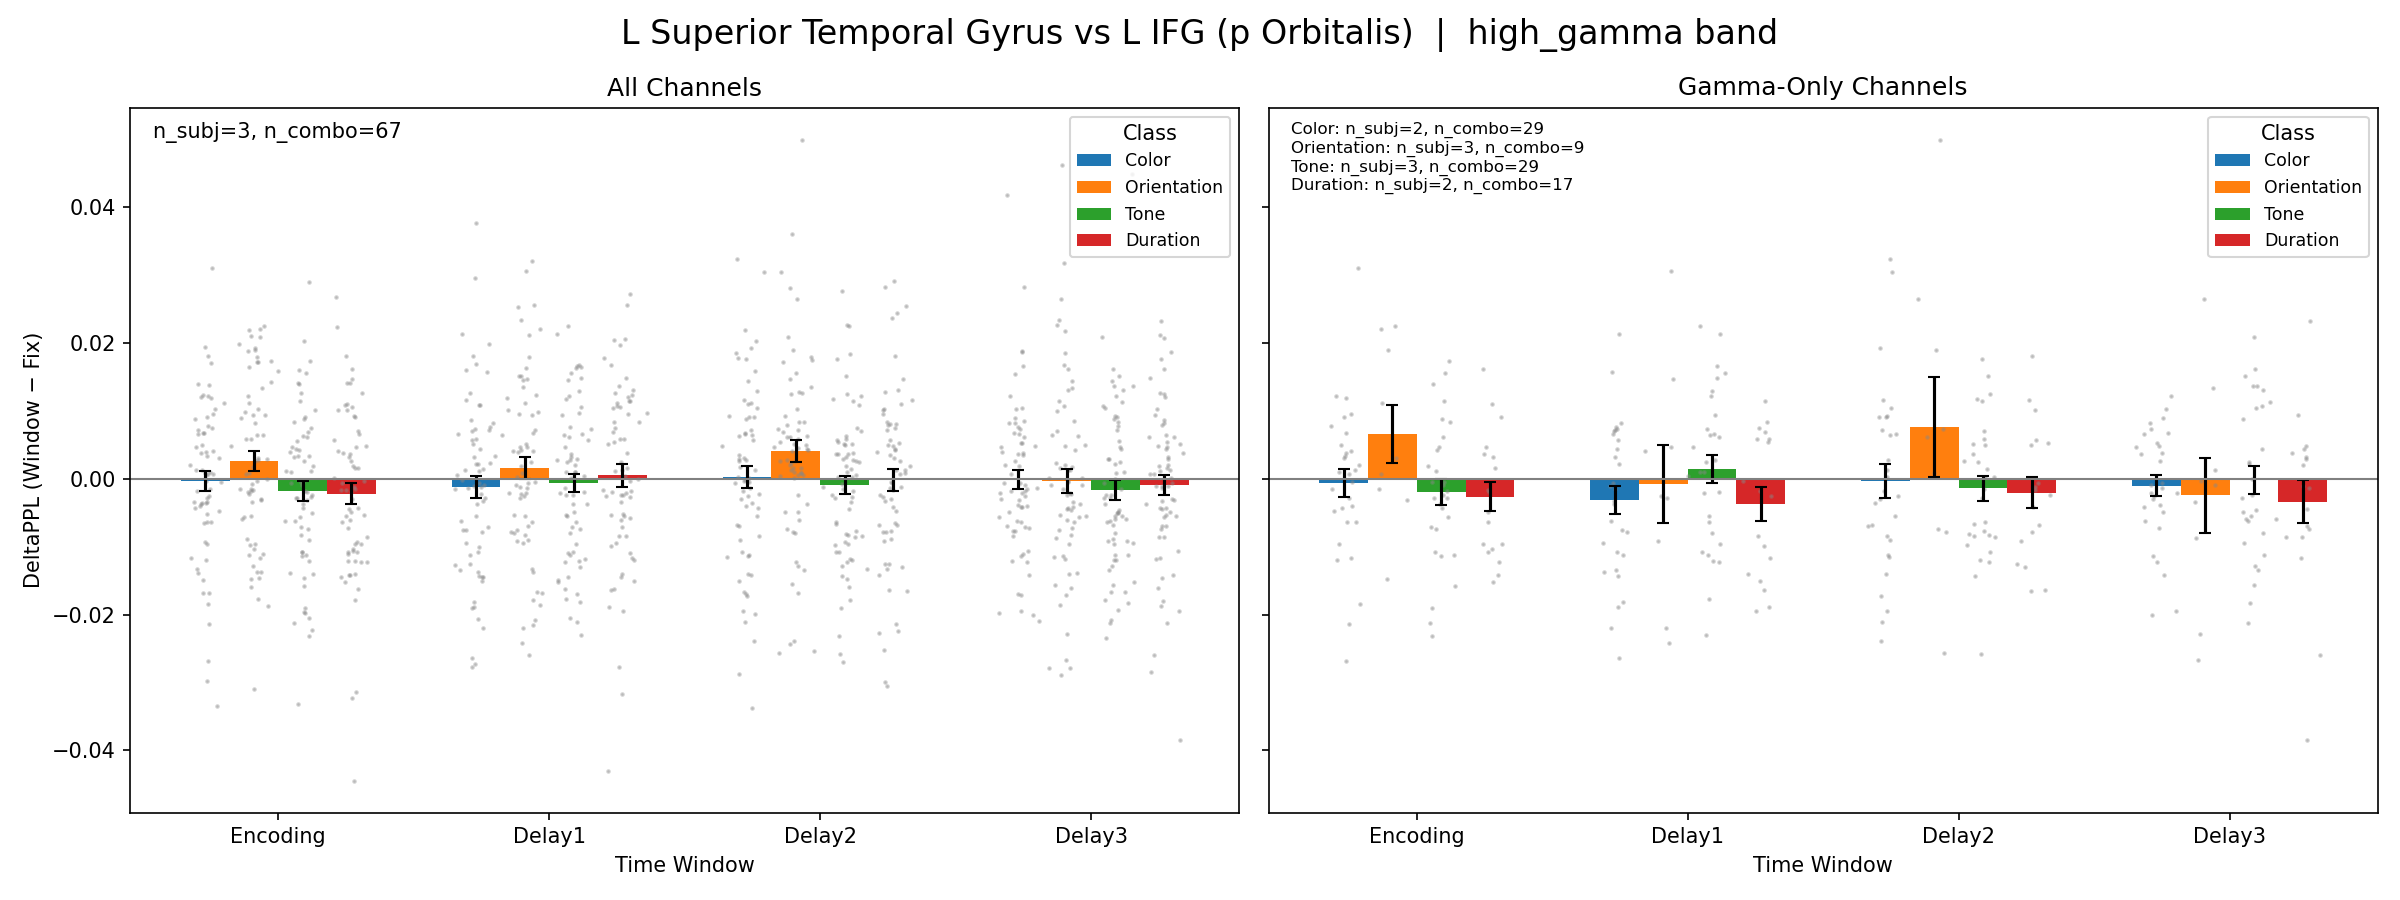 L Superior Temporal Gyrus vs L IFG (p Orbitalis) | high_gamma band
All Channels
n_subj=3, n_combo=67
Class
Color
Orientation
Tone
Duration
0.04
0.02
0.00
−0.02
−0.04
DeltaPPL (Window − Fix)
Encoding
Delay1
Delay2
Delay3
Time Window
Gamma-Only Channels
Color: n_subj=2, n_combo=29
Orientation: n_subj=3, n_combo=9
Tone: n_subj=3, n_combo=29
Duration: n_subj=2, n_combo=17
Class
Color
Orientation
Tone
Duration
Encoding
Delay1
Delay2
Delay3
Time Window